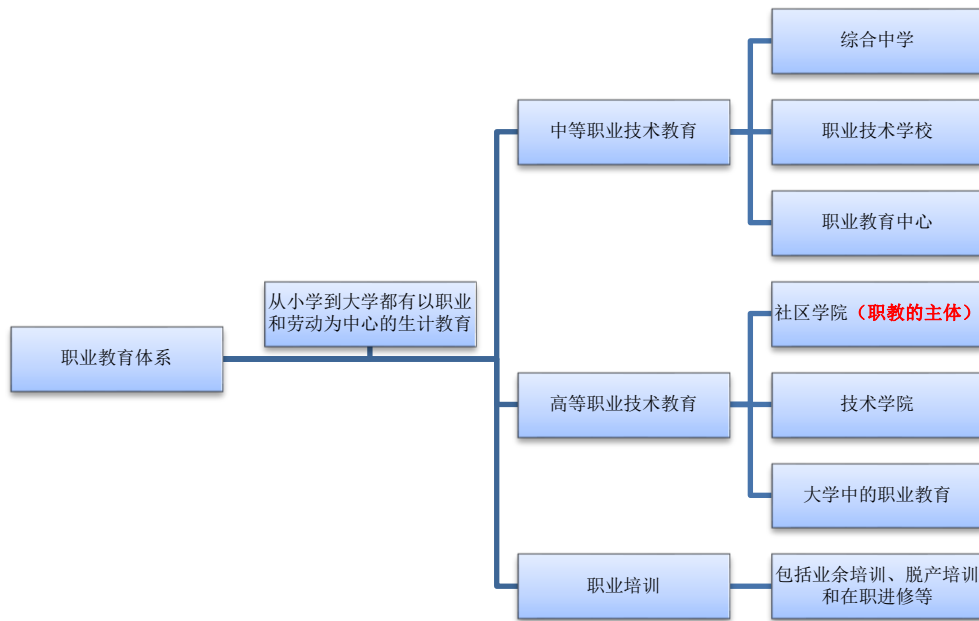 综合中学
中等职业技术教育
职业技术学校
职业教育中心
从小学到大学都有以职业
和劳动为中心的生计教育
职业教育体系
社区学院（职教的主体）
高等职业技术教育
技术学院
大学中的职业教育
职业培训
包括业余培训、脱产培训
和在职进修等